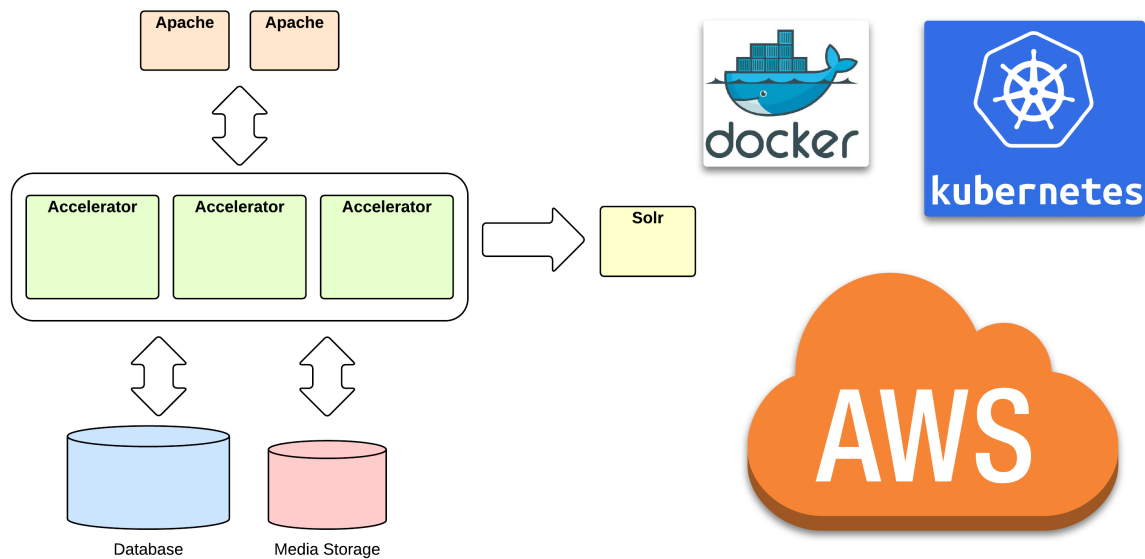 Apache
Apache
docker
kubernetes
Accelerator
Accelerator
Accelerator
Solr
AWS
Database
Media Storage